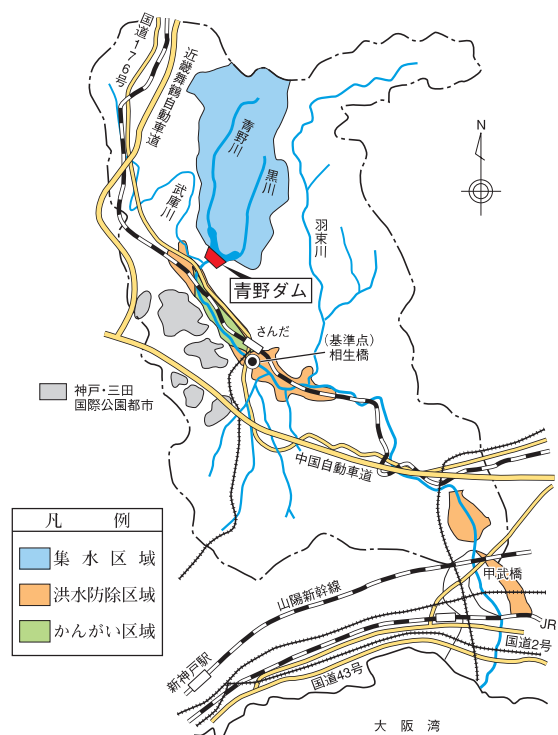 国道176号
近畿舞鶴自動車道
青野川
黒川
武庫川
羽束川
N
青野ダム
さんだ
(基準点)
相生橋
神戸・三田
国際公園都市
中国自動車道
凡 例
集水区域
洪水防除区域
かんがい区域
甲武橋
山陽新幹線
JR
新神戸駅
国道2号
国道43号
大阪湾